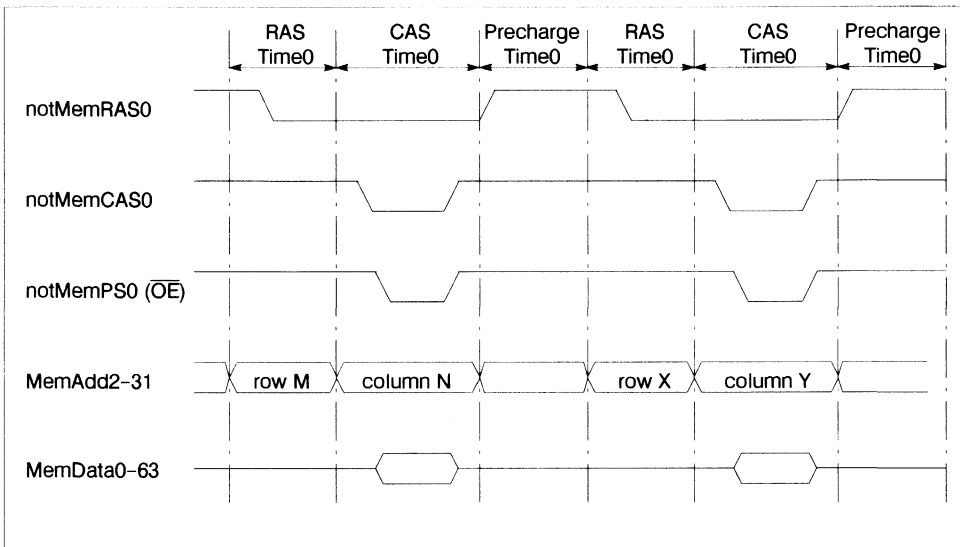 RAS CAS Precharge RAS CAS Precharge
Time0 Time0 Time0 Time0 Time0 Time0
notMemRAS0
notMemCAS0
notMemPS0 (OE)
MemAdd2-31 row M column N row X column Y
MemData0-63